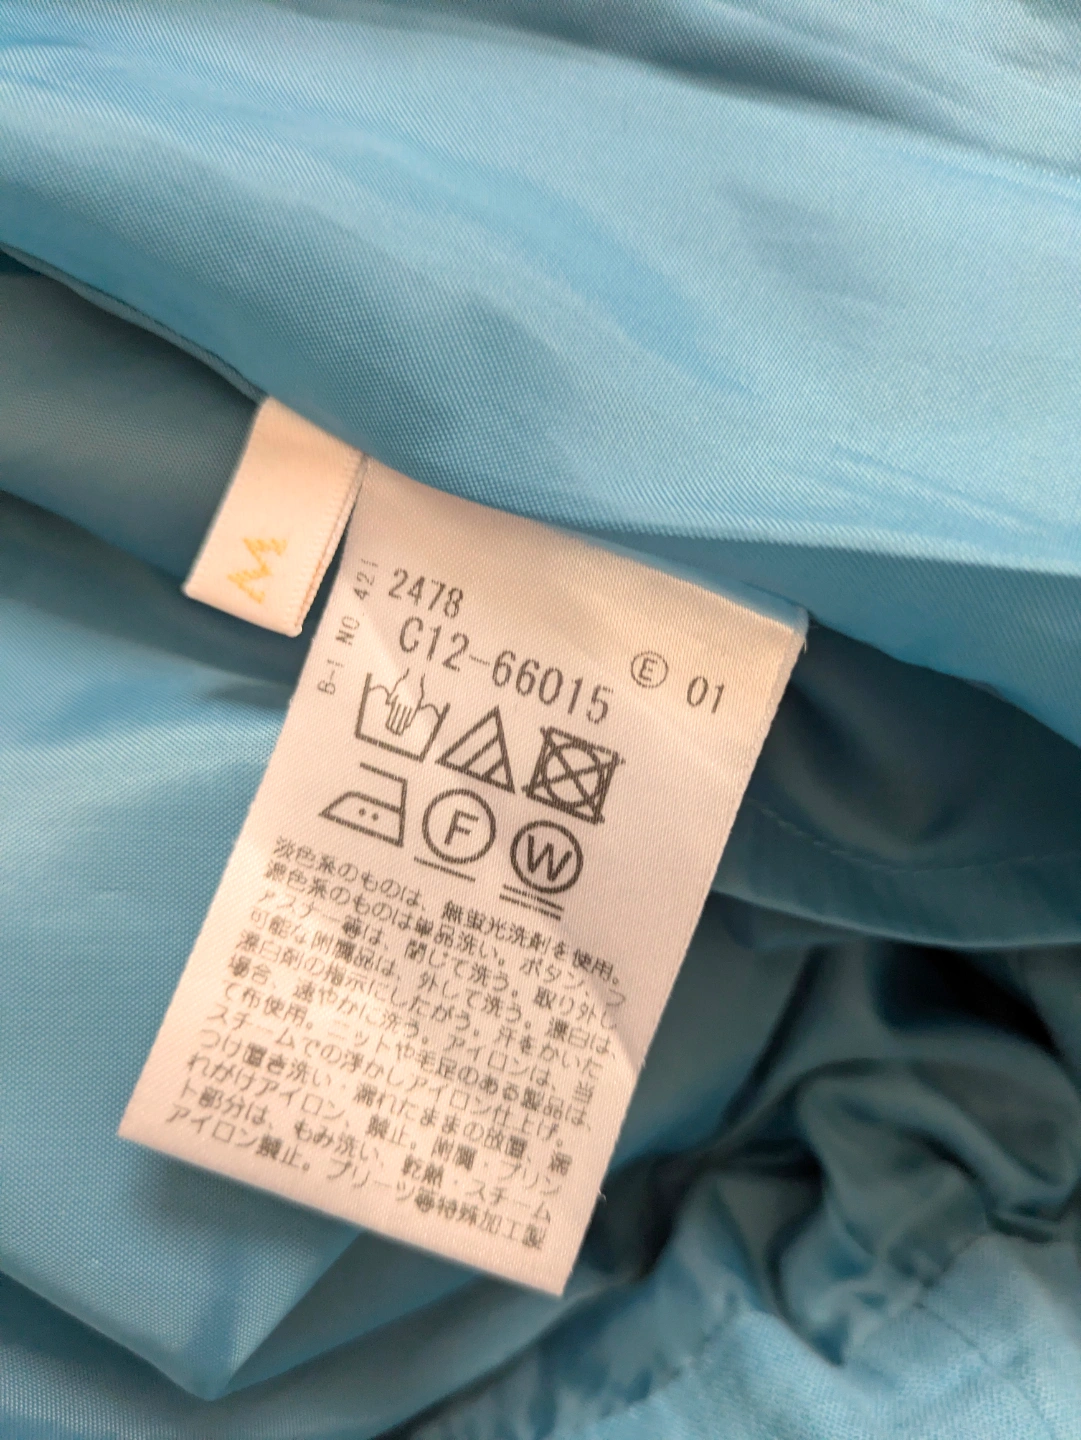 M
B-1 NO 421
2478
C12-66015 Ⓔ 01
F W
淡色系のものは、無蛍光洗剤を使用。
濃色系のものは単品洗い。ボタン・フ
ァスナー等は、閉じて洗う。取り外し
可能な附属品は、外して洗う。漂白は、
漂白剤の指示にしたがう。汗をかいた
場合、速やかに洗う。アイロンは、当
て布使用。ニットや毛足のある製品は、
スチームでの浮かしアイロン仕上げ。
つけ置き洗い・濡れたままの放置、濡
れがけアイロン、禁止。附属・プリン
ト部分は、もみ洗い、乾熱・スチーム
アイロン禁止。プリーツ等特殊加工製